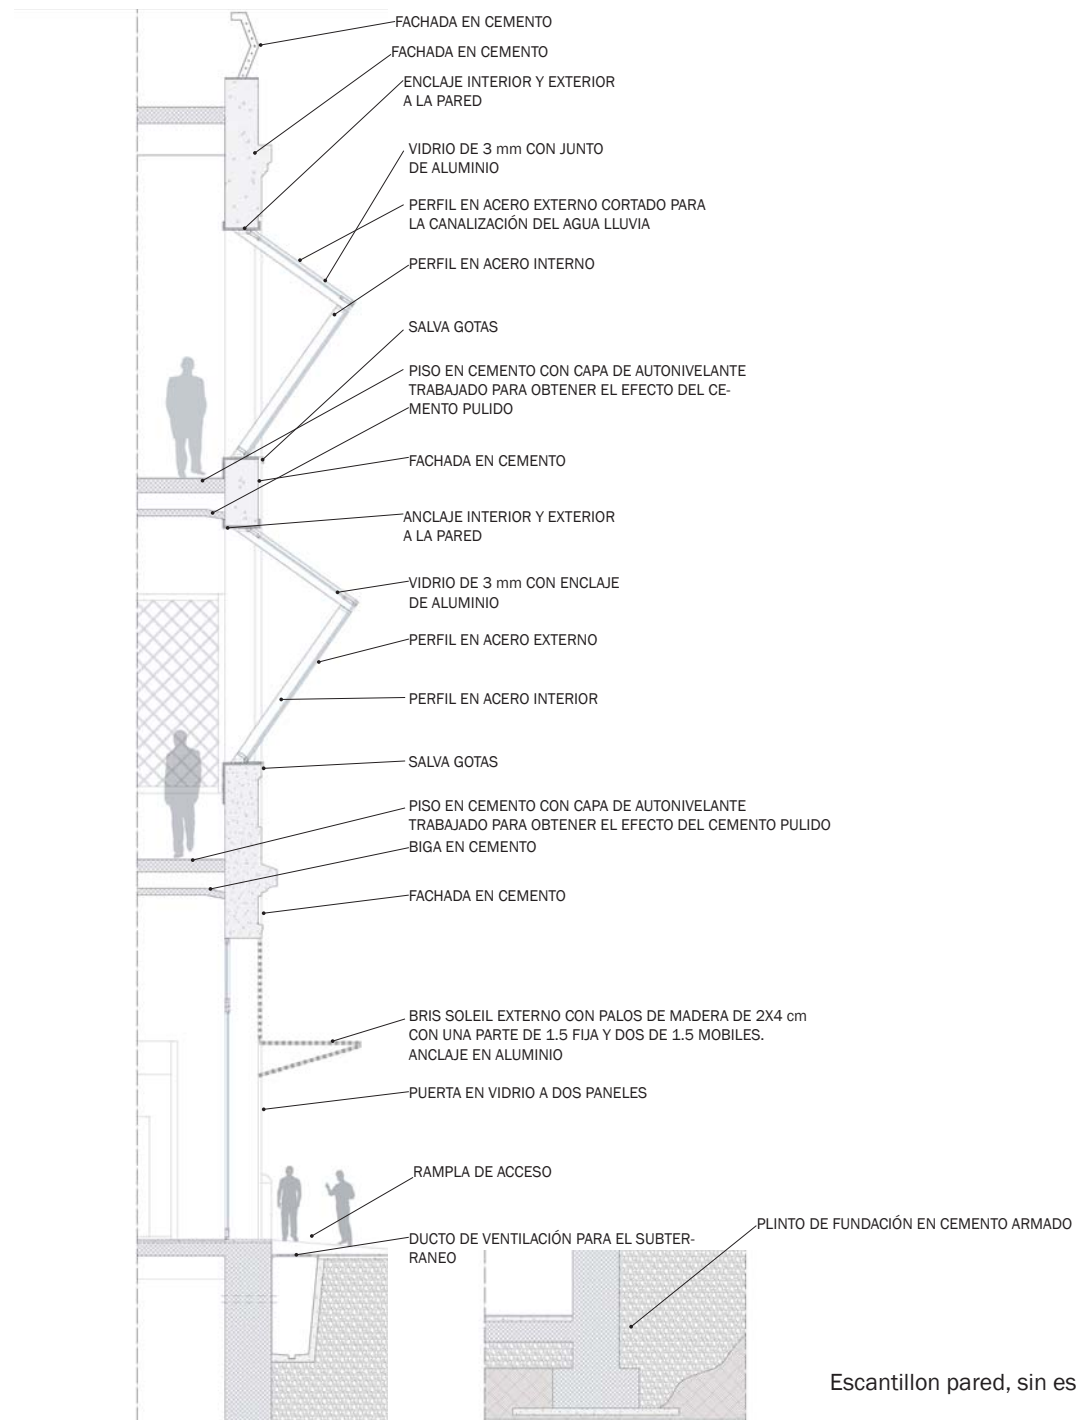 FACHADA EN CEMENTO
FACHADA EN CEMENTO
ENCLAJE INTERIOR Y EXTERIOR
A LA PARED
VIDRIO DE 3 mm CON JUNTO
DE ALUMINIO
PERFIL EN ACERO EXTERNO CORTADO PARA
LA CANALIZACIÓN DEL AGUA LLUVIA
PERFIL EN ACERO INTERNO
SALVA GOTAS
PISO EN CEMENTO CON CAPA DE AUTONIVELANTE
TRABAJADO PARA OBTENER EL EFECTO DEL CE-
MENTO PULIDO
FACHADA EN CEMENTO
ANCLAJE INTERIOR Y EXTERIOR
A LA PARED
VIDRIO DE 3 mm CON ENCLAJE
DE ALUMINIO
PERFIL EN ACERO EXTERNO
PERFIL EN ACERO INTERIOR
SALVA GOTAS
PISO EN CEMENTO CON CAPA DE AUTONIVELANTE
TRABAJADO PARA OBTENER EL EFECTO DEL CEMENTO PULIDO
BIGA EN CEMENTO
FACHADA EN CEMENTO
BRIS SOLEIL EXTERNO CON PALOS DE MADERA DE 2X4 cm
CON UNA PARTE DE 1.5 FIJA Y DOS DE 1.5 MOBILES.
ANCLAJE EN ALUMINIO
PUERTA EN VIDRIO A DOS PANELES
RAMPLA DE ACCESO
PLINTO DE FUNDACIÓN EN CEMENTO ARMADO
DUCTO DE VENTILACIÓN PARA EL SUBTER-
RANEO
Escantillon pared, sin es